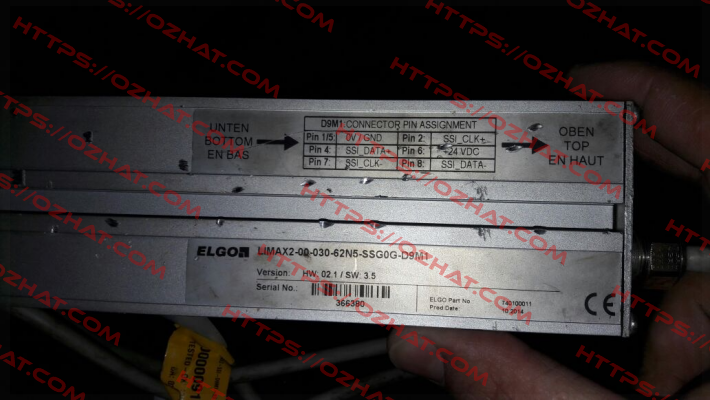 UNTEN
BOTTOM
EN BAS
D9M1:CONNECTOR PIN ASSIGNMENT
Pin 1/5: 0V / GND Pin 2: SSI_CLK+
Pin 4: SSI_DATA+ Pin 6: +24 VDC
Pin 7: SSI_CLK- Pin 8: SSI_DATA-
OBEN
TOP
EN HAUT
ELGO LIMAX2-00-030-62N5-SSG0G-D9M1
Version: HW: 02.1 / SW: 3.5
Serial No.:
366380
ELGO Part No 140100011
Prod Date: 10.2014
CE
HTTPS://OZHAT.COM